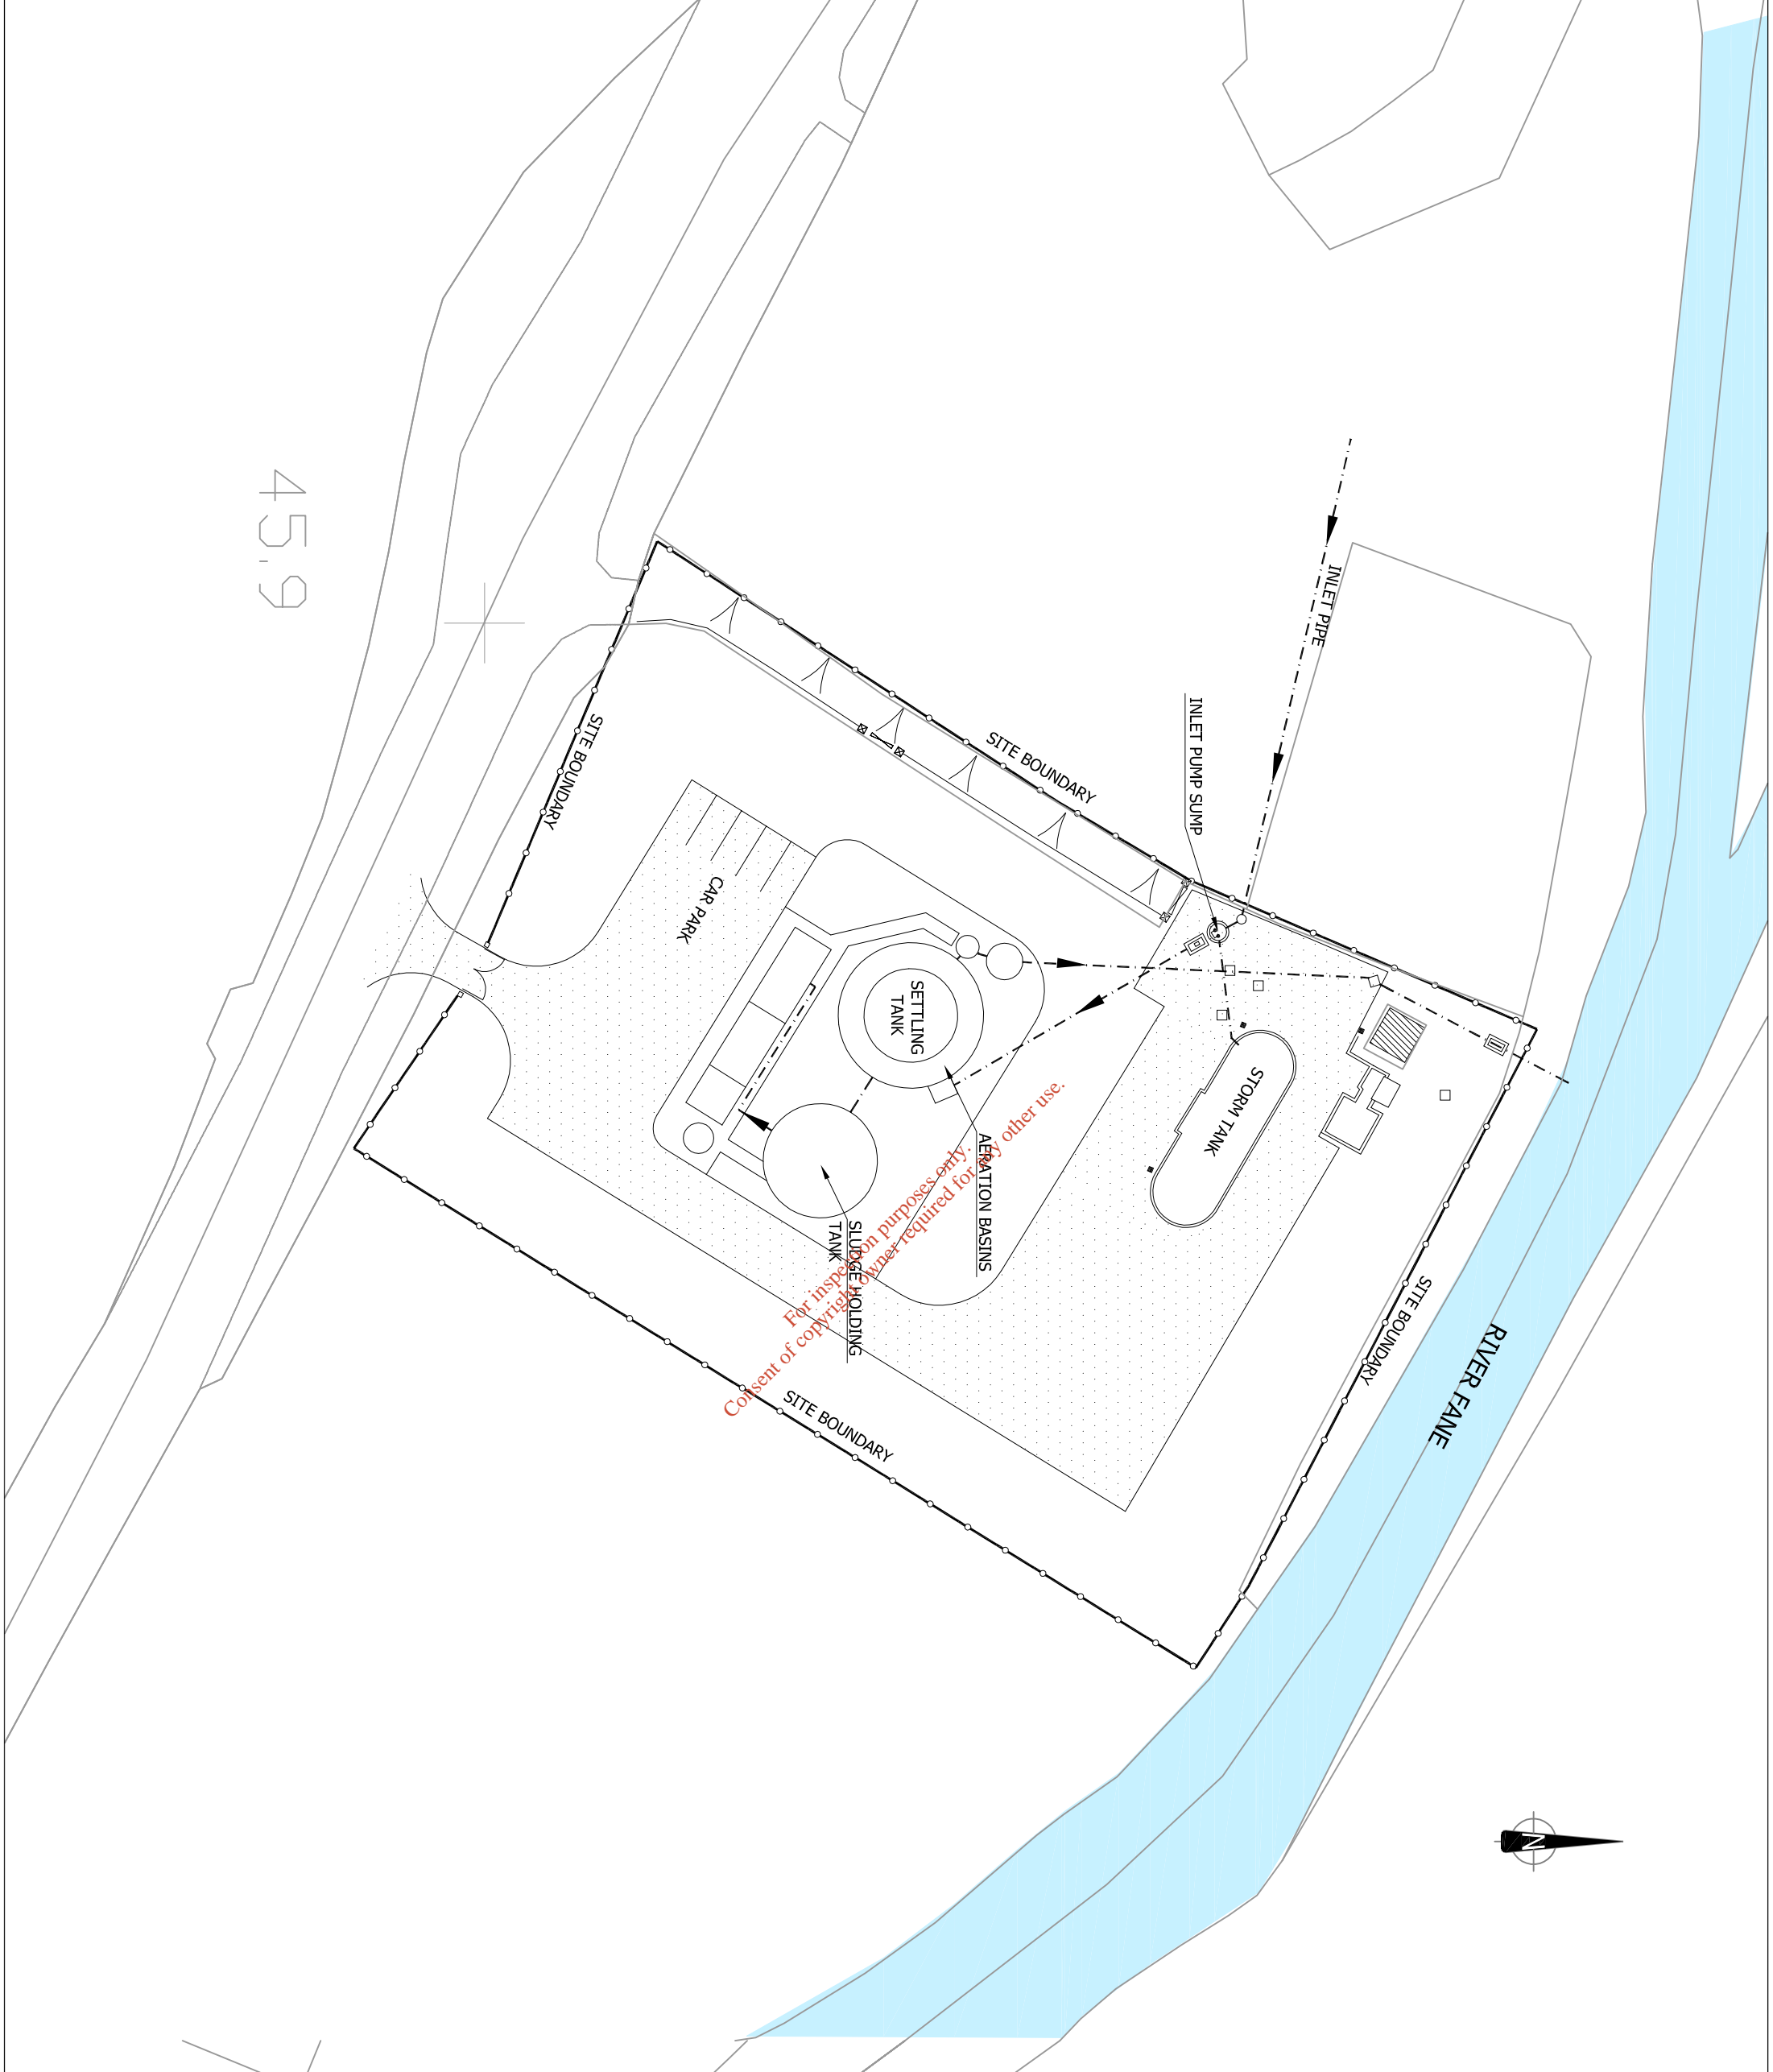 45.9
INLET PIPE
INLET PUMP SUMP
SITE BOUNDARY
SITE BOUNDARY
CAR PARK
SETTLING
TANK
STORM TANK
AERATION BASINS
SLUDGE HOLDING
TANK
SITE BOUNDARY
RIVER FANE
SITE BOUNDARY
For inspection purposes only.
Consent of copyright owner required for any other use.
N